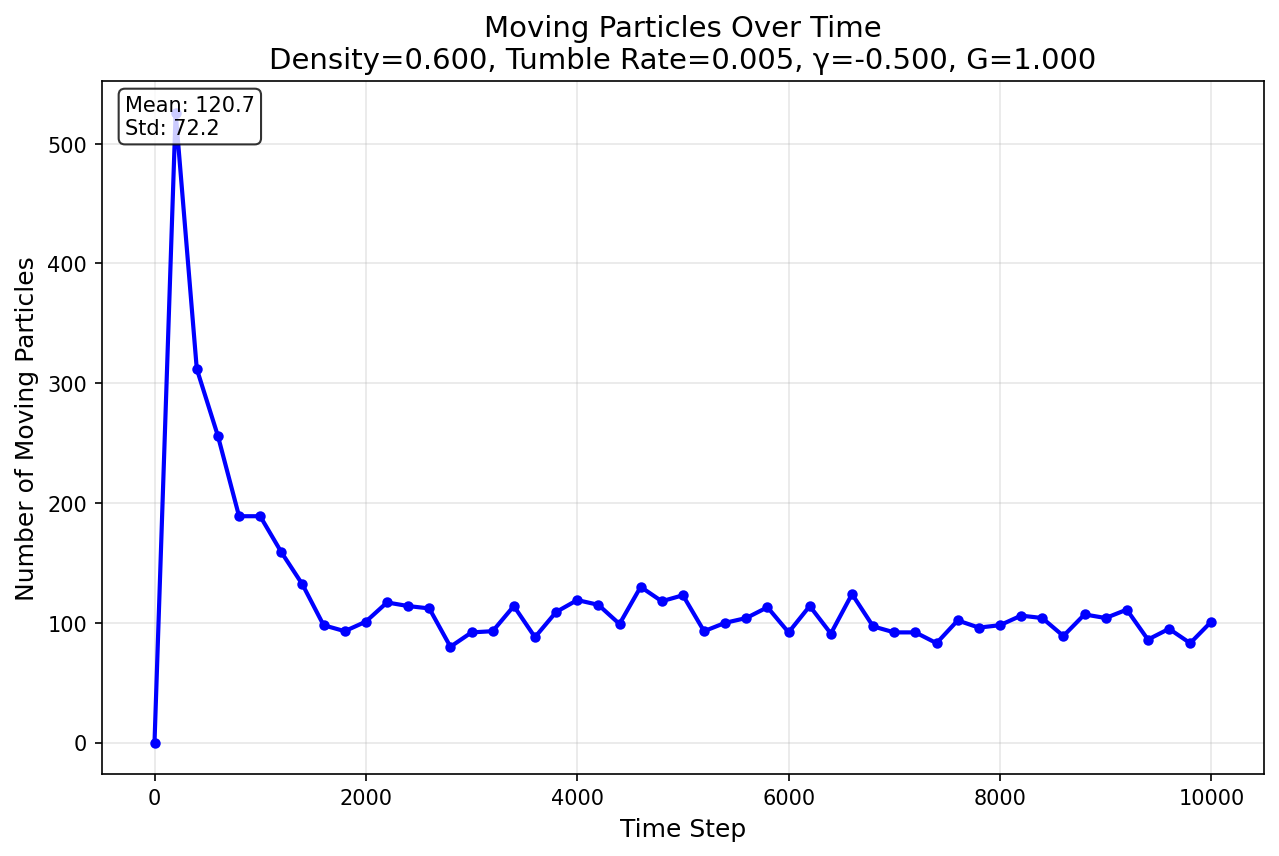 Moving Particles Over Time
Density=0.600, Tumble Rate=0.005, γ=-0.500, G=1.000
Mean: 120.7
Std: 72.2
Number of Moving Particles
500
400
300
200
100
0
0 2000 4000 6000 8000 10000
Time Step